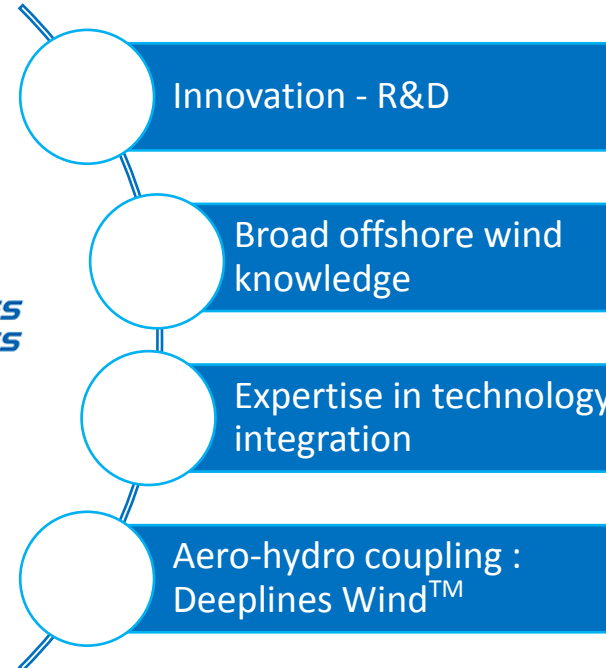 Innovation - R&D
Broad offshore wind
knowledge
Expertise in technology
integration
Aero-hydro coupling :
Deeplines Wind™